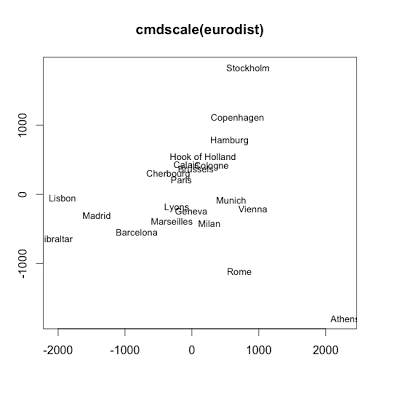 cmdscale(eurodist)
Stockholm
Copenhagen
Hamburg
Hook of Holland
Calais
Cologne
Brussels
Cherbourg
Paris
Lisbon
Munich
Lyons
Geneva
Vienna
Madrid
Marseilles
Milan
Barcelona
ibraltar
Rome
Athens
1000
0
-1000
-2000 -1000 0 1000 2000